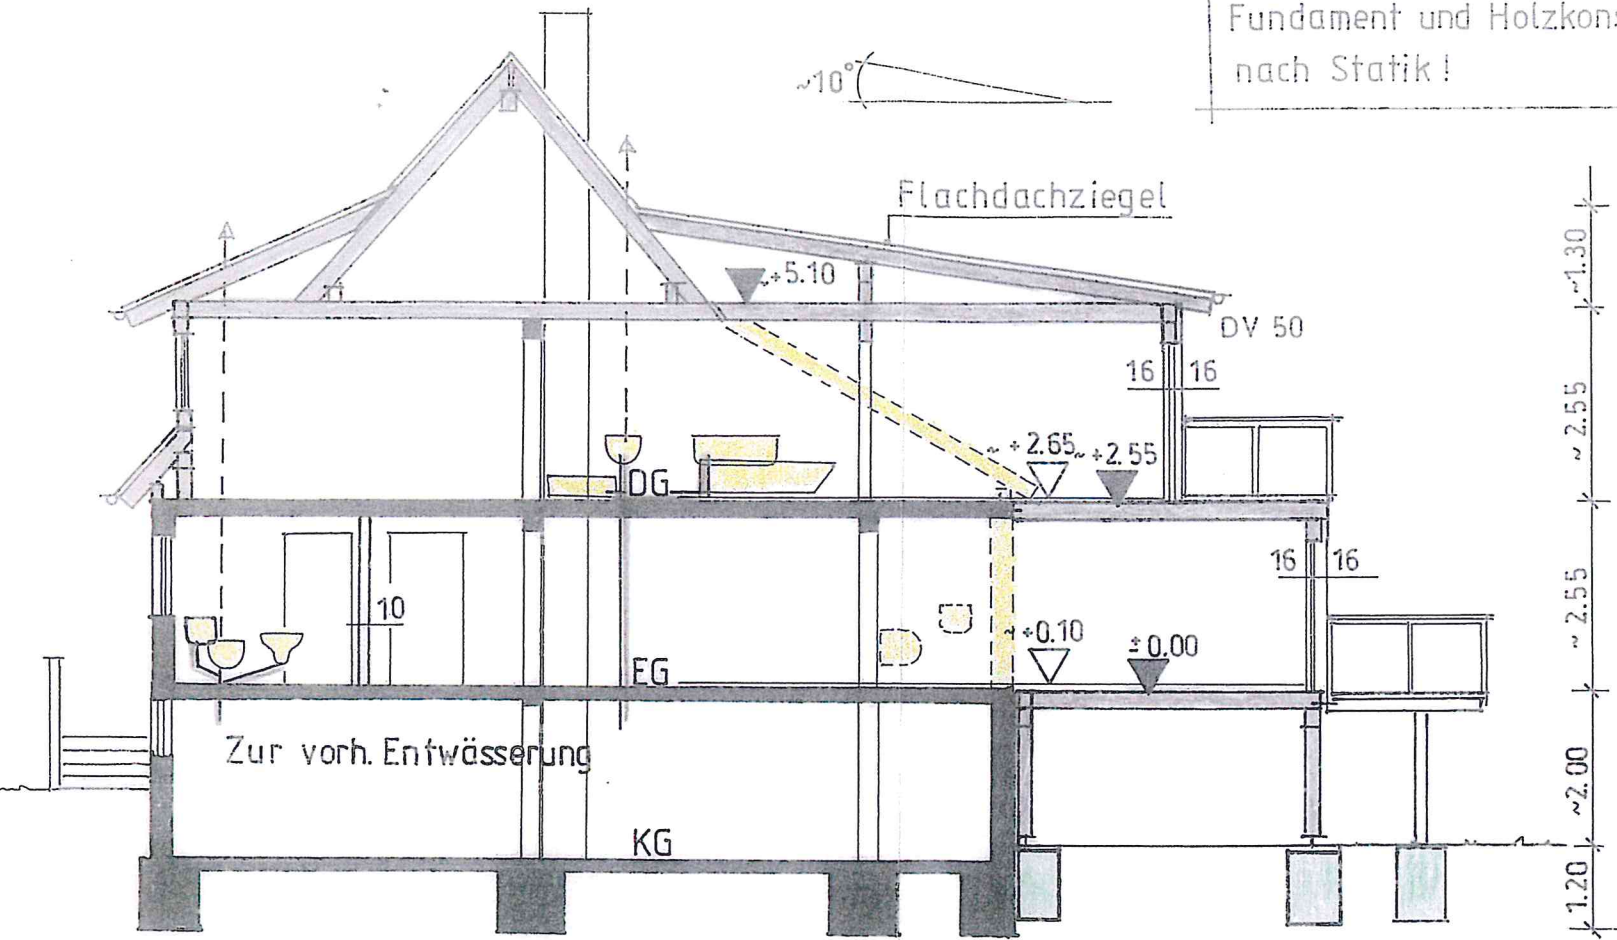 Fundament und Holzkons
nach Statik!
~10°
Flachdachziegel
~+5.10
DV 50
16 16
~ +2.65
~ +2.55
DG
16 16
10
~ +0.10
±0.00
EG
Zur vorh. Entwässerung
KG
~1.30
~2.55
~2.55
~2.00
1.20